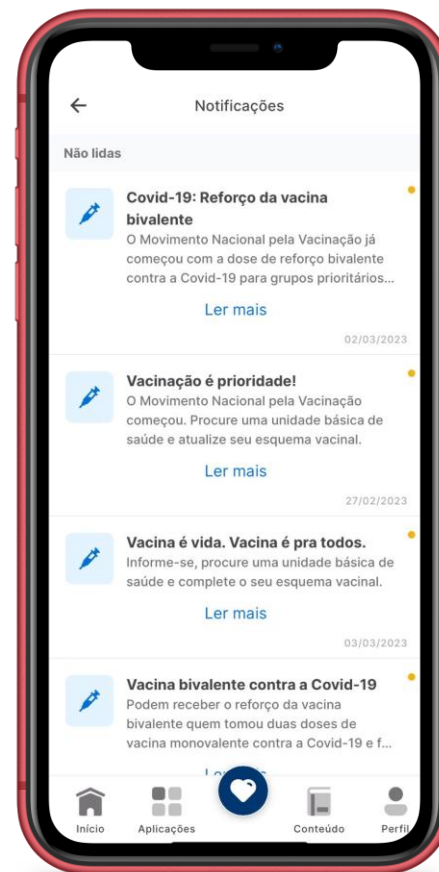 Notificações
Não lidas
Covid-19: Reforço da vacina
bivalente
O Movimento Nacional pela Vacinação já
começou com a dose de reforço bivalente
contra a Covid-19 para grupos prioritários...
Ler mais
02/03/2023
Vacinação é prioridade!
O Movimento Nacional pela Vacinação
começou. Procure uma unidade básica de
saúde e atualize seu esquema vacinal.
Ler mais
27/02/2023
Vacina é vida. Vacina é pra todos.
Informe-se, procure uma unidade básica de
saúde e complete o seu esquema vacinal.
Ler mais
03/03/2023
Vacina bivalente contra a Covid-19
Podem receber o reforço da vacina
bivalente quem tomou duas doses de
vacina monovalente contra a Covid-19 e f...
Início
Aplicações
Conteúdo
Perfil